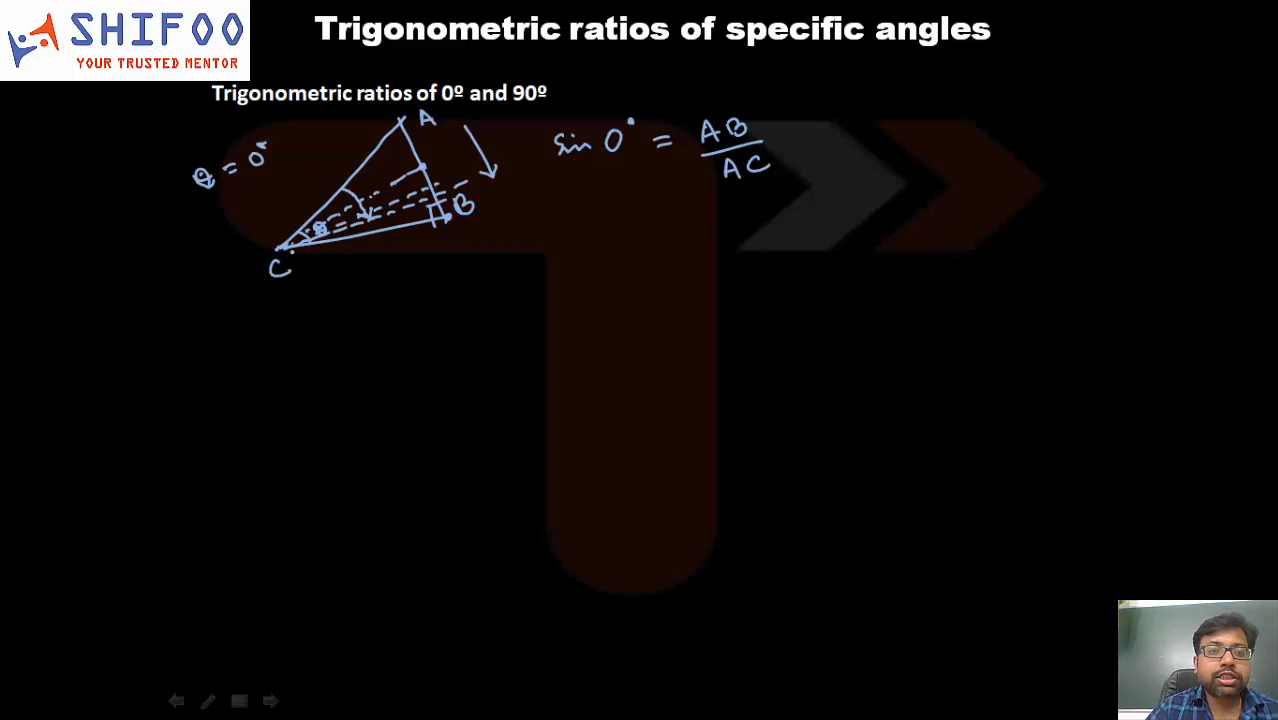 SHIFOO
YOUR TRUSTED MENTOR
Trigonometric ratios of specific angles
Trigonometric ratios of 0º and 90º
θ = 0°
A
θ
B
C
sin 0° = AB
AC